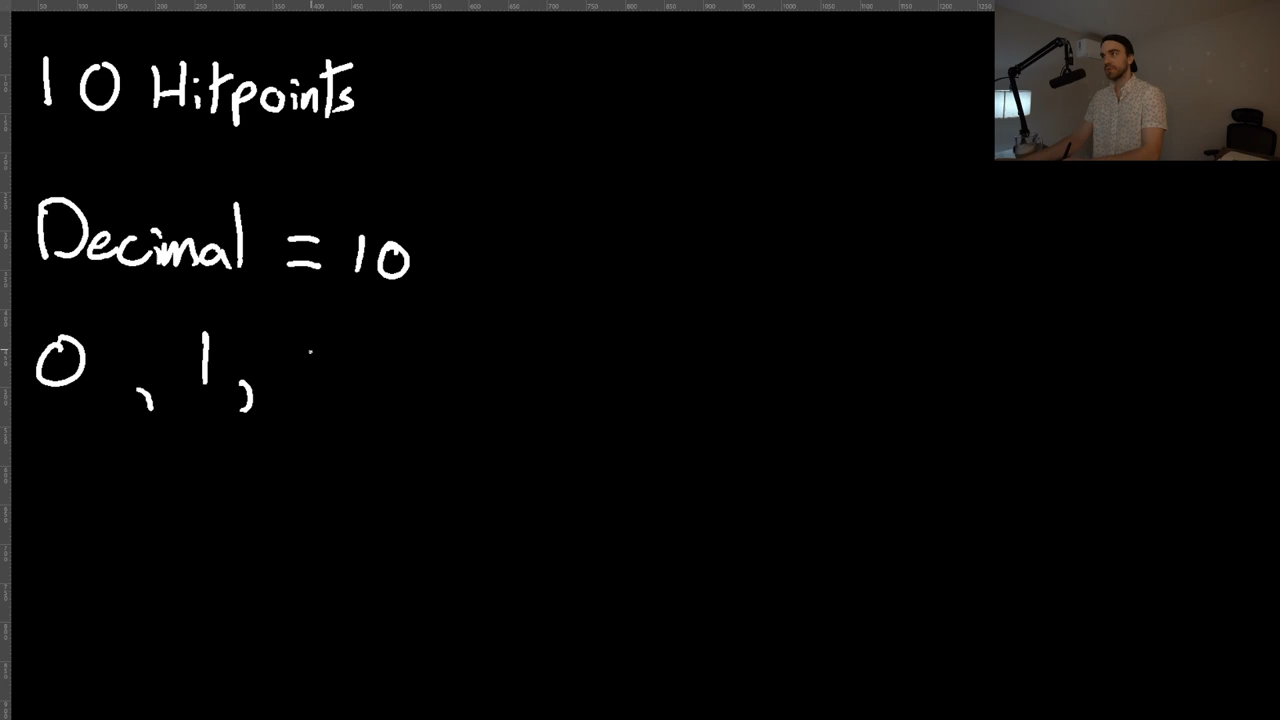 10 Hitpoints
Decimal = 10
0 , 1 ,